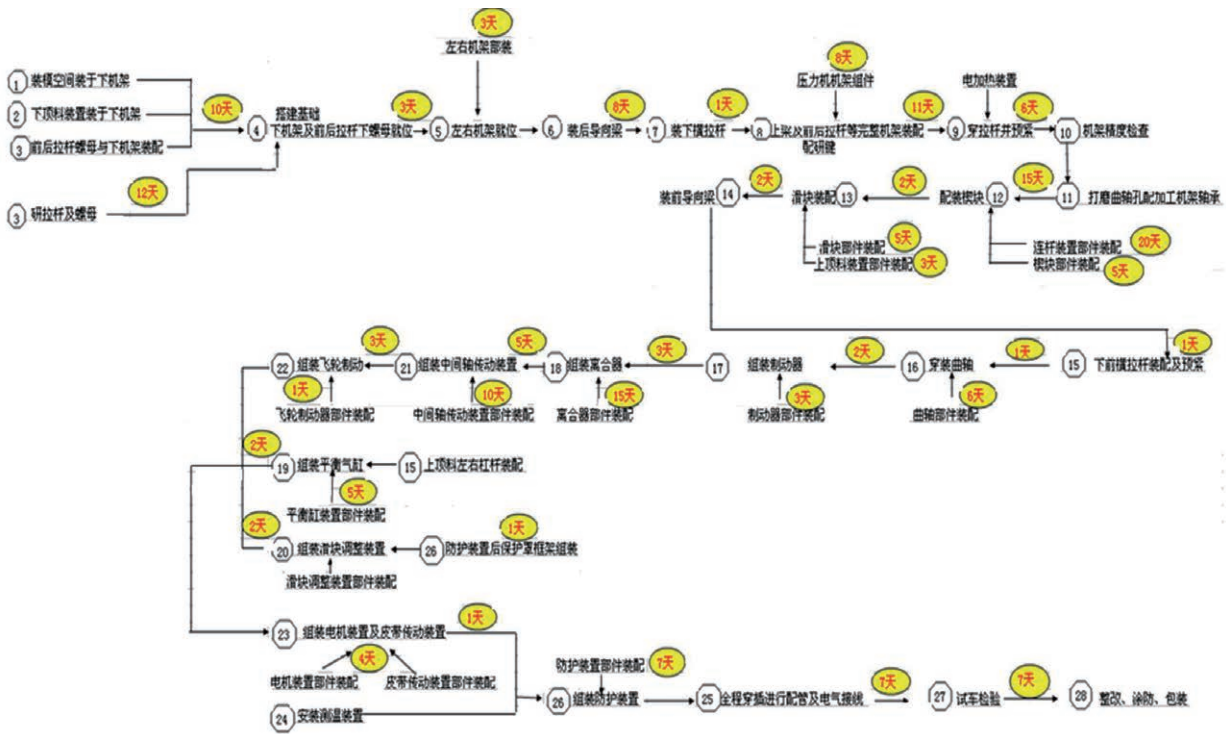 3天
左右机架部装
8天
压力机机架组件
电加热装置
1 装模空间装于下机架
2 下顶料装置装于下机架
3 前后拉杆螺母与下机架装配
10天
搭建基础
4 下机架及前后拉杆下螺母就位
3天
5 左右机架就位
6 装后导向梁
8天
7 装下横拉杆
1天
8 上梁及前后拉杆等完整机架装配
配研键
11天
9 穿拉杆并预紧
6天
10 机架精度检查
12天
3 研拉杆及螺母
装前导向梁 14
2天
滑块装配 13
2天
配装楔块 12
15天
11 打磨曲轴孔配加工机架轴承
滑块部件装配 5天
上顶料装置部件装配 3天
连杆装置部件装配 20天
楔块部件装配 5天
22 组装飞轮制动
3天
21 组装中间轴传动装置
5天
18 组装离合器
3天
17 组装制动器
2天
16 穿装曲轴
1天
15 下前横拉杆装配及预紧
1天
1天
飞轮制动器部件装配
10天
中间轴传动装置部件装配
15天
离合器部件装配
3天
制动器部件装配
6天
曲轴部件装配
2天
19 组装平衡气缸
15 上顶料左右杠杆装配
5天
平衡缸装置部件装配
2天
20 组装滑块调整装置
1天
26 防护装置后保护罩框架组装
滑块调整装置部件装配
23 组装电机装置及皮带传动装置
1天
4天
电机装置部件装配
皮带传动装置部件装配
24 安装测温装置
防护装置部件装配 7天
26 组装防护装置
25 全程穿插进行配管及电气接线
7天
27 试车检验
7天
28 整改、涂防、包装